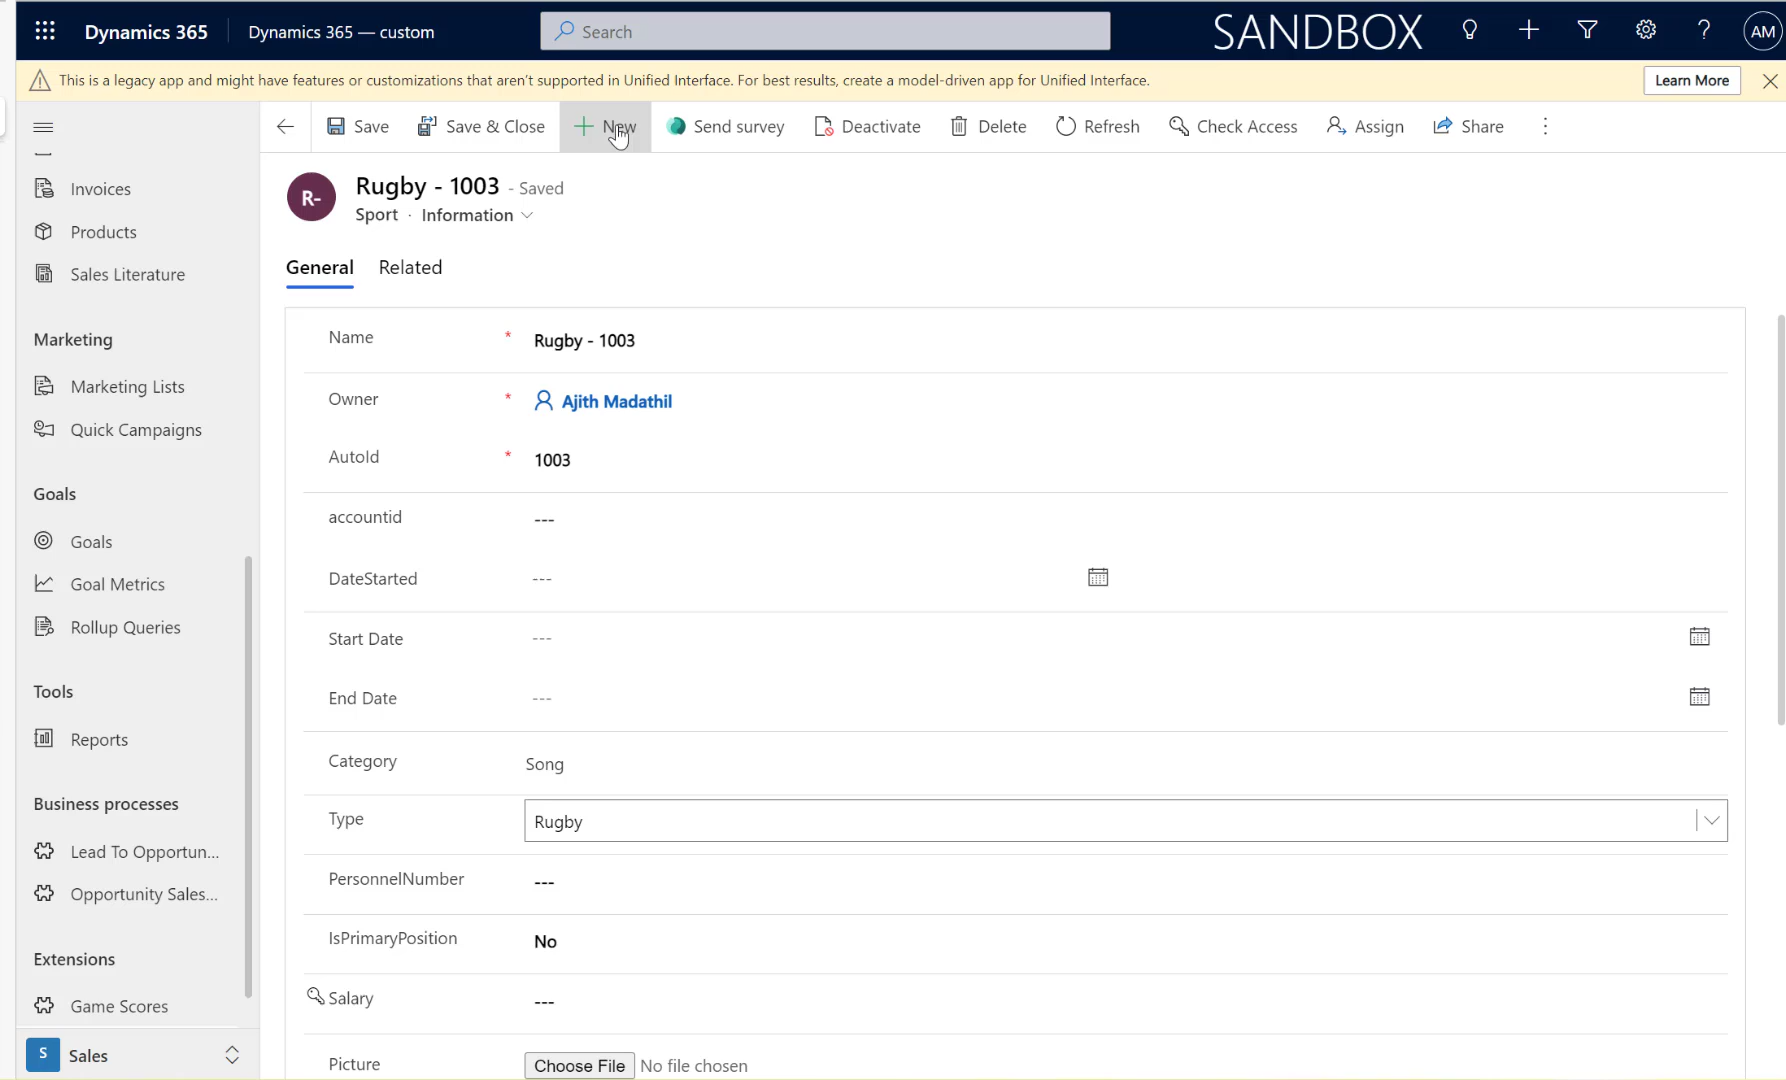 Dynamics 365 Dynamics 365 — custom Search SANDBOX AM
This is a legacy app and might have features or customizations that aren't supported in Unified Interface. For best results, create a model-driven app for Unified Interface. Learn More
Save Save & Close New Send survey Deactivate Delete Refresh Check Access Assign Share
Invoices
Products
Sales Literature
Marketing
Marketing Lists
Quick Campaigns
Goals
Goals
Goal Metrics
Rollup Queries
Tools
Reports
Business processes
Lead To Opportun...
Opportunity Sales...
Extensions
Game Scores
S Sales
R- Rugby - 1003 - Saved
Sport · Information
General Related
Name * Rugby - 1003
Owner * Ajith Madathil
AutoId * 1003
accountid ---
DateStarted ---
Start Date ---
End Date ---
Category Song
Type Rugby
PersonnelNumber ---
IsPrimaryPosition No
Salary ---
Picture Choose File No file chosen